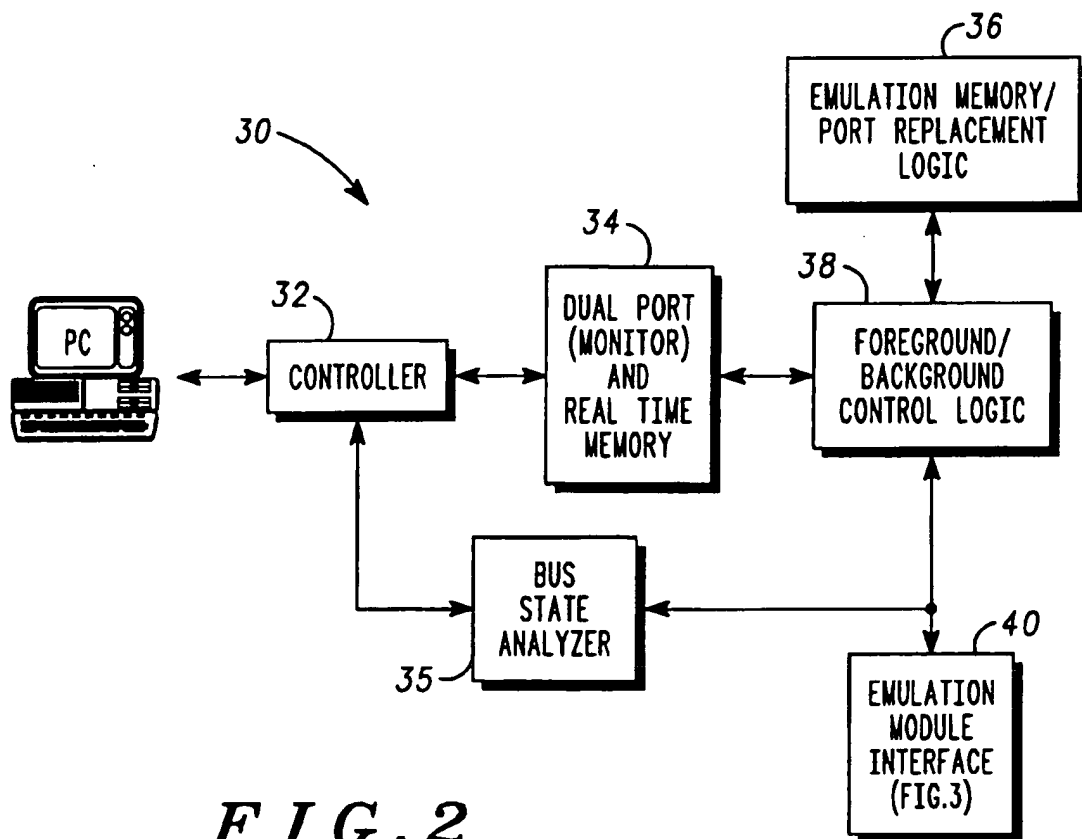 36
EMULATION MEMORY/
PORT REPLACEMENT
LOGIC
30
34
38
32
PC
CONTROLLER
DUAL PORT
(MONITOR)
AND
REAL TIME
MEMORY
FOREGROUND/
BACKGROUND
CONTROL LOGIC
BUS
STATE
ANALYZER
35
40
EMULATION
MODULE
INTERFACE
(FIG.3)
FIG.2